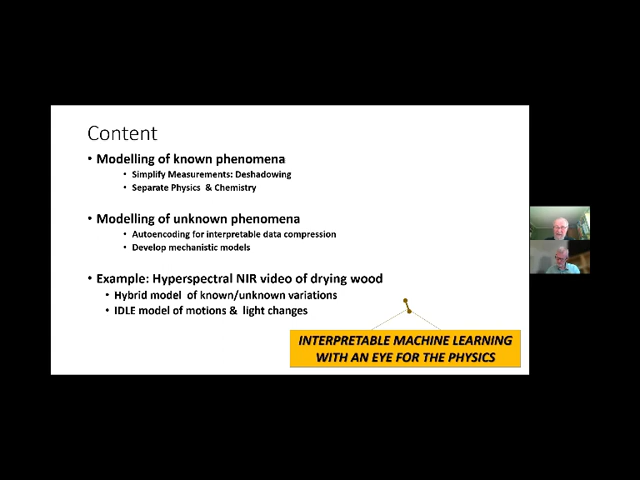 Content
• Modelling of known phenomena
• Simplify Measurements: Deshadowing
• Separate Physics & Chemistry
• Modelling of unknown phenomena
• Autoencoding for interpretable data compression
• Develop mechanistic models
• Example: Hyperspectral NIR video of drying wood
• Hybrid model of known/unknown variations
• IDLE model of motions & light changes
INTERPRETABLE MACHINE LEARNING
WITH AN EYE FOR THE PHYSICS